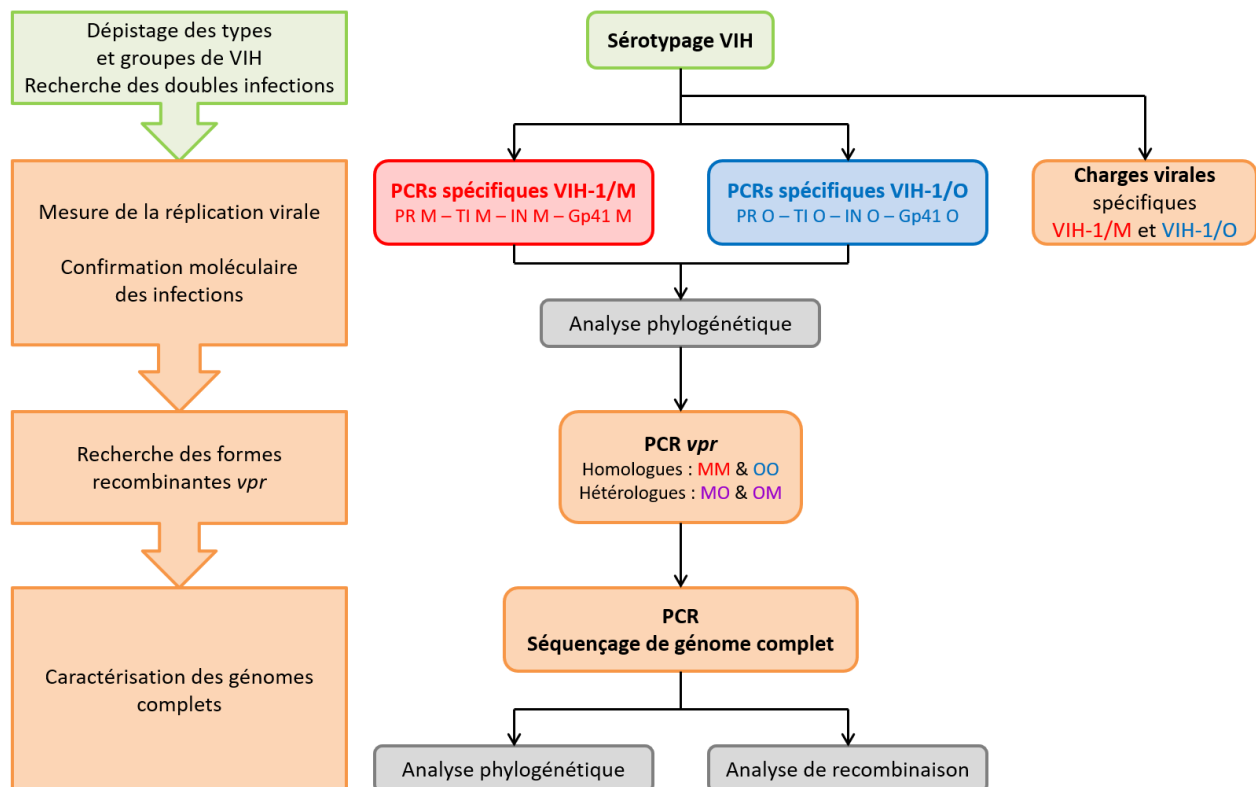 Dépistage des types
et groupes de VIH
Recherche des doubles infections
Sérotypage VIH
Mesure de la réplication virale
Confirmation moléculaire
des infections
PCRs spécifiques VIH-1/M
PR M – TI M – IN M – Gp41 M
PCRs spécifiques VIH-1/O
PR O – TI O – IN O – Gp41 O
Charges virales
spécifiques
VIH-1/M et VIH-1/O
Analyse phylogénétique
Recherche des formes
recombinantes vpr
PCR vpr
Homologues : MM & OO
Hétérologues : MO & OM
Caractérisation des génomes
complets
PCR
Séquençage de génome complet
Analyse phylogénétique
Analyse de recombinaison